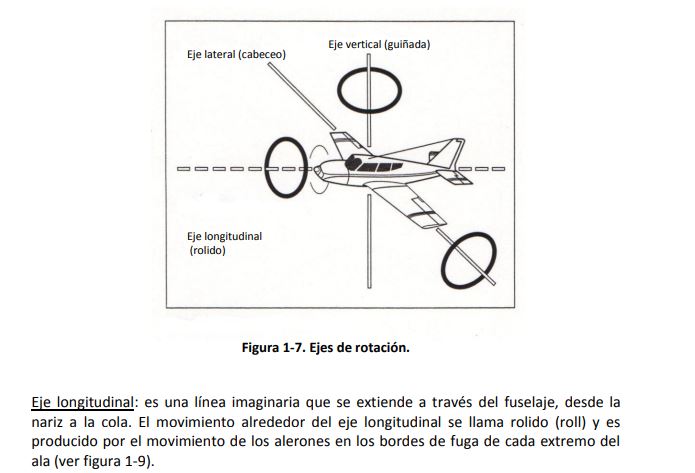 Eje vertical (guiñada)
Eje lateral (cabeceo)
Eje longitudinal
(rolido)
Figura 1-7. Ejes de rotación.
Eje longitudinal: es una línea imaginaria que se extiende a través del fuselaje, desde la
nariz a la cola. El movimiento alrededor del eje longitudinal se llama rolido (roll) y es
producido por el movimiento de los alerones en los bordes de fuga de cada extremo del
ala (ver figura 1-9).